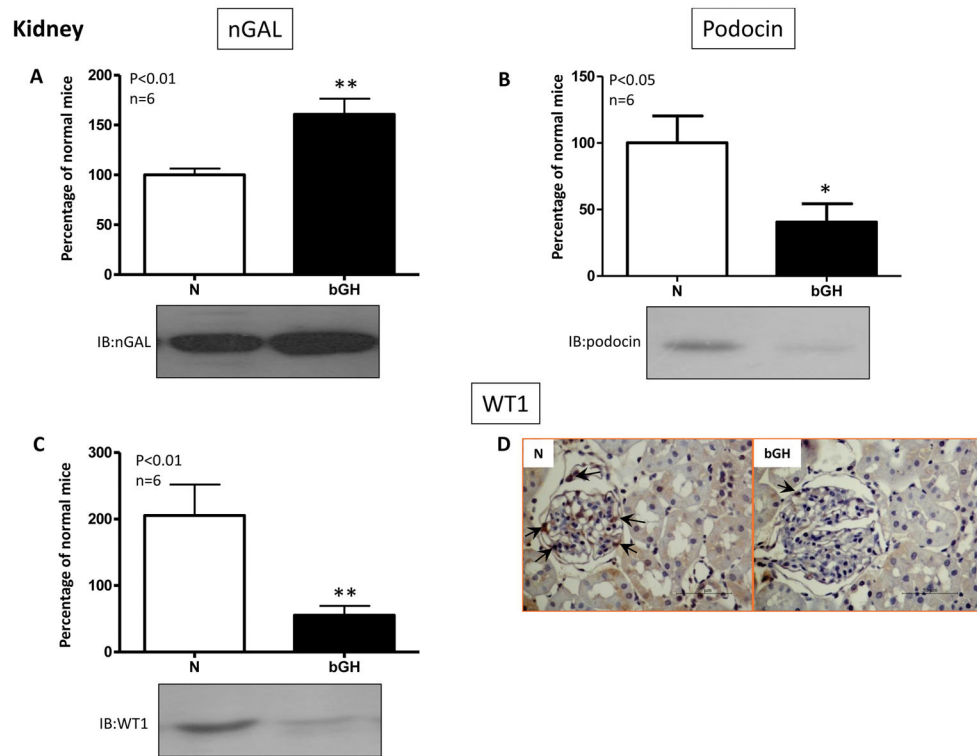 Kidney
nGAL
Podocin
A
Percentage of normal mice
200
150
100
50
0
P<0.01
n=6
**
N
bGH
IB:nGAL
B
Percentage of normal mice
150
100
50
0
P<0.05
n=6
*
N
bGH
IB:podocin
WT1
C
Percentage of normal mice
300
200
100
0
P<0.01
n=6
**
N
bGH
IB:WT1
D
N
bGH